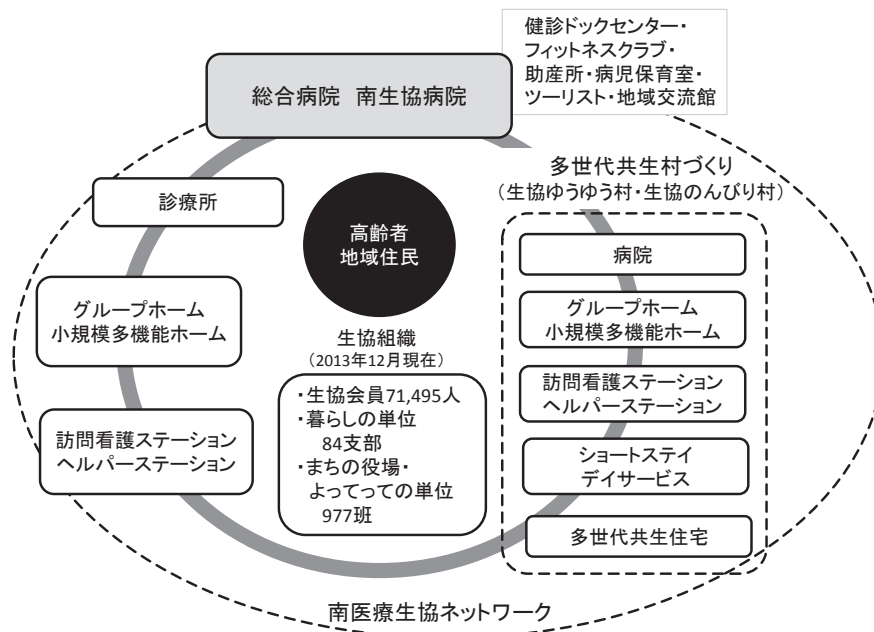 健診ドックセンター・
フィットネスクラブ・
助産所・病児保育室・
ツーリスト・地域交流館
総合病院 南生協病院
多世代共生村づくり
(生協ゆうゆう村・生協のんびり村)
診療所
高齢者
地域住民
病院
グループホーム
小規模多機能ホーム
グループホーム
小規模多機能ホーム
生協組織
(2013年12月現在)
・生協会員71,495人
・暮らしの単位
84支部
・まちの役場・
よってっての単位
977班
訪問看護ステーション
ヘルパーステーション
訪問看護ステーション
ヘルパーステーション
ショートステイ
デイサービス
多世代共生住宅
南医療生協ネットワーク